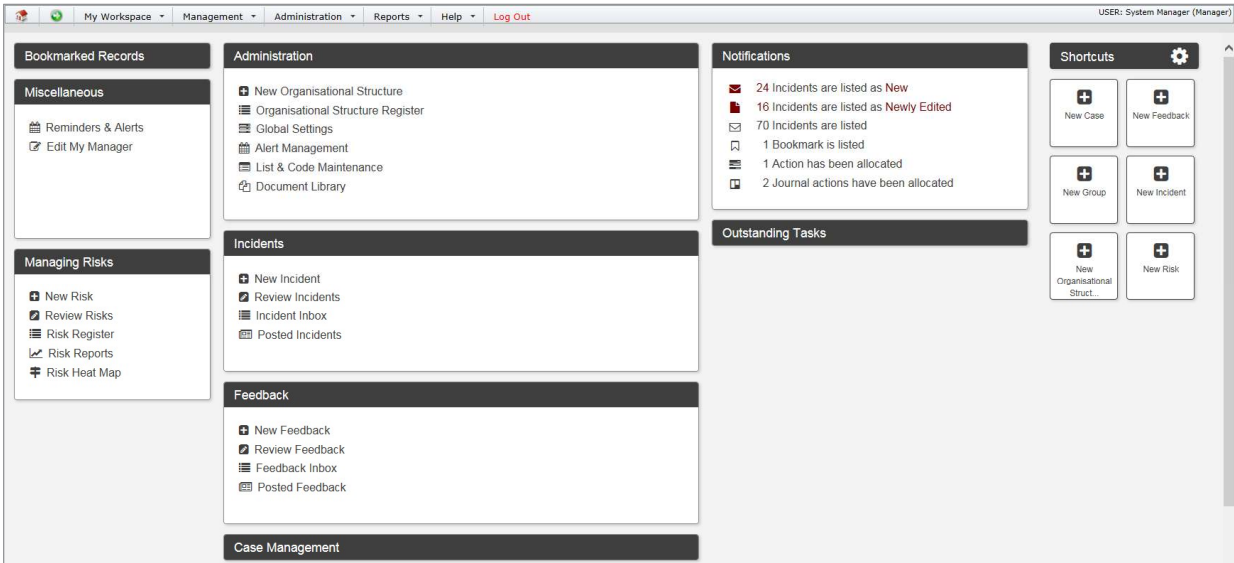 My Workspace
Management
Administration
Reports
Help
Log Out
USER: System Manager (Manager)
Bookmarked Records
Miscellaneous
Reminders & Alerts
Edit My Manager
Managing Risks
New Risk
Review Risks
Risk Register
Risk Reports
Risk Heat Map
Administration
New Organisational Structure
Organisational Structure Register
Global Settings
Alert Management
List & Code Maintenance
Document Library
Incidents
New Incident
Review Incidents
Incident Inbox
Posted Incidents
Feedback
New Feedback
Review Feedback
Feedback Inbox
Posted Feedback
Case Management
Notifications
24 Incidents are listed as New
16 Incidents are listed as Newly Edited
70 Incidents are listed
1 Bookmark is listed
1 Action has been allocated
2 Journal actions have been allocated
Outstanding Tasks
Shortcuts
New Case
New Feedback
New Group
New Incident
New
Organisational
Struct...
New Risk